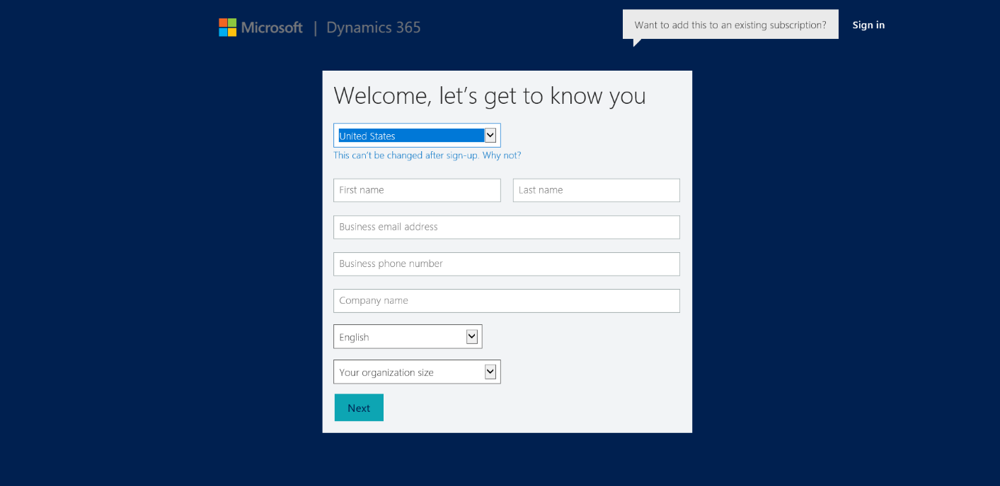 Microsoft | Dynamics 365
Want to add this to an existing subscription?
Sign in
Welcome, let's get to know you
United States
This can't be changed after sign-up. Why not?
First name
Last name
Business email address
Business phone number
Company name
English
Your organization size
Next